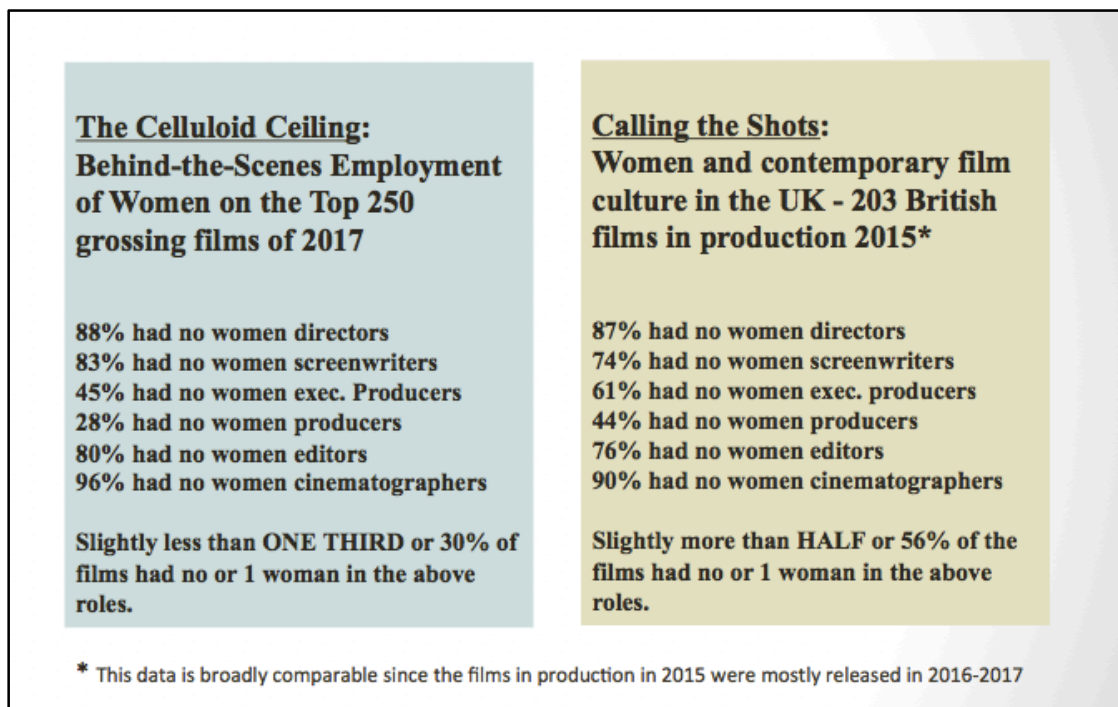 The Celluloid Ceiling:
Behind-the-Scenes Employment
of Women on the Top 250
grossing films of 2017
88% had no women directors
83% had no women screenwriters
45% had no women exec. Producers
28% had no women producers
80% had no women editors
96% had no women cinematographers
Slightly less than ONE THIRD or 30% of
films had no or 1 woman in the above
roles.
Calling the Shots:
Women and contemporary film
culture in the UK - 203 British
films in production 2015*
87% had no women directors
74% had no women screenwriters
61% had no women exec. producers
44% had no women producers
76% had no women editors
90% had no women cinematographers
Slightly more than HALF or 56% of the
films had no or 1 woman in the above
roles.
* This data is broadly comparable since the films in production in 2015 were mostly released in 2016-2017